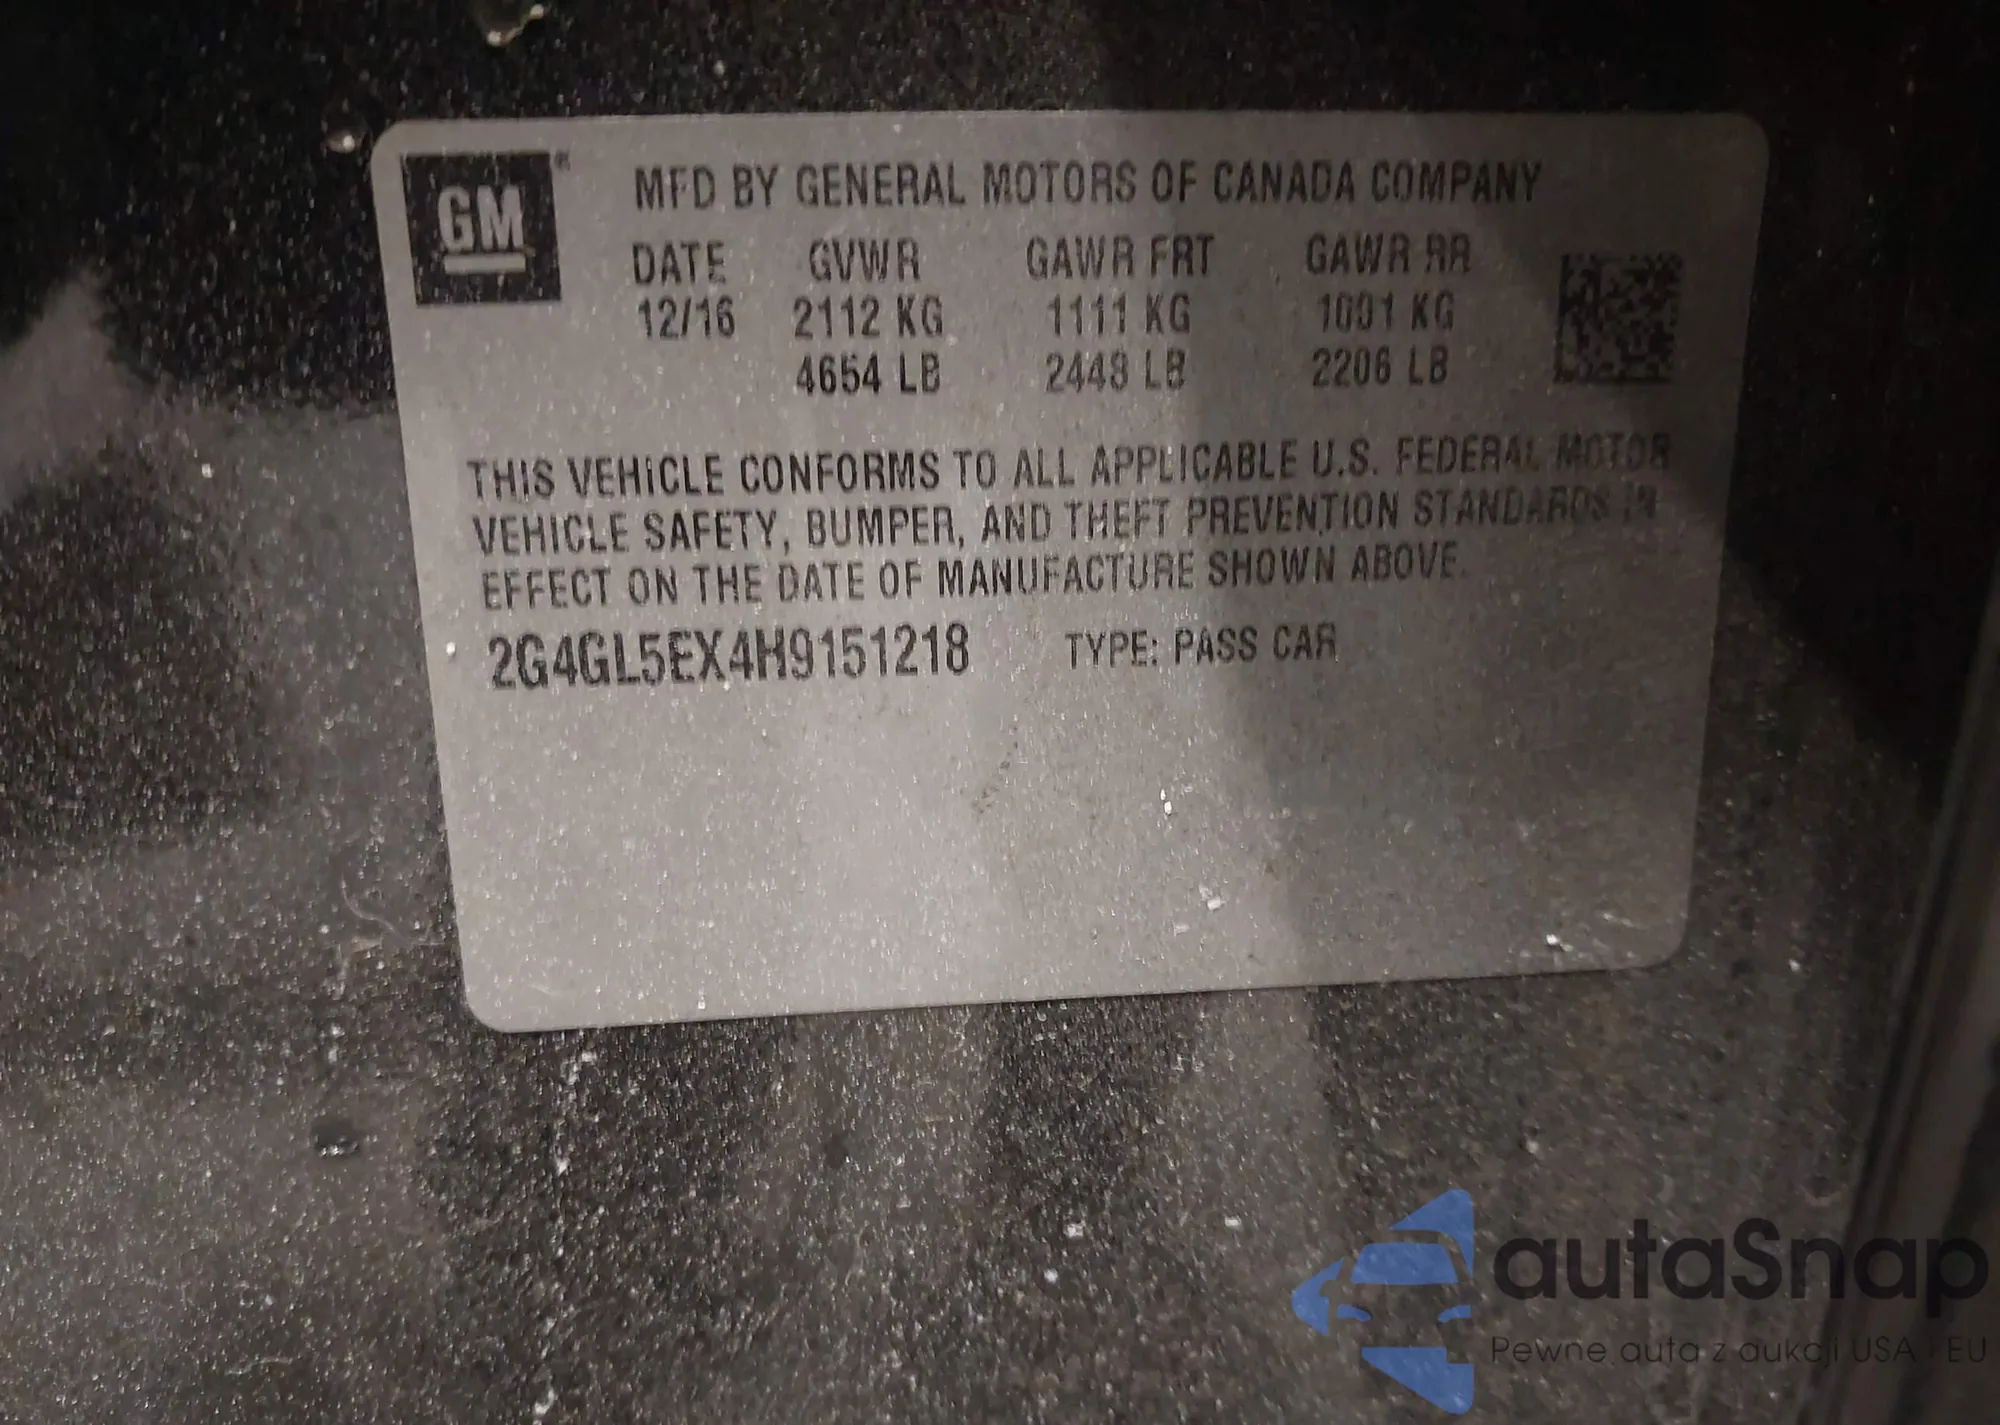 GM®
MFD BY GENERAL MOTORS OF CANADA COMPANY
DATE GVWR GAWR FRT GAWR RR
12/16 2112 KG 1111 KG 1001 KG
4654 LB 2448 LB 2206 LB
THIS VEHICLE CONFORMS TO ALL APPLICABLE U.S. FEDERAL MOTOR
VEHICLE SAFETY, BUMPER, AND THEFT PREVENTION STANDARDS IN
EFFECT ON THE DATE OF MANUFACTURE SHOWN ABOVE.
2G4GL5EX4H9151218 TYPE: PASS CAR
autaSnap
Pewne auta z aukcji USA i EU